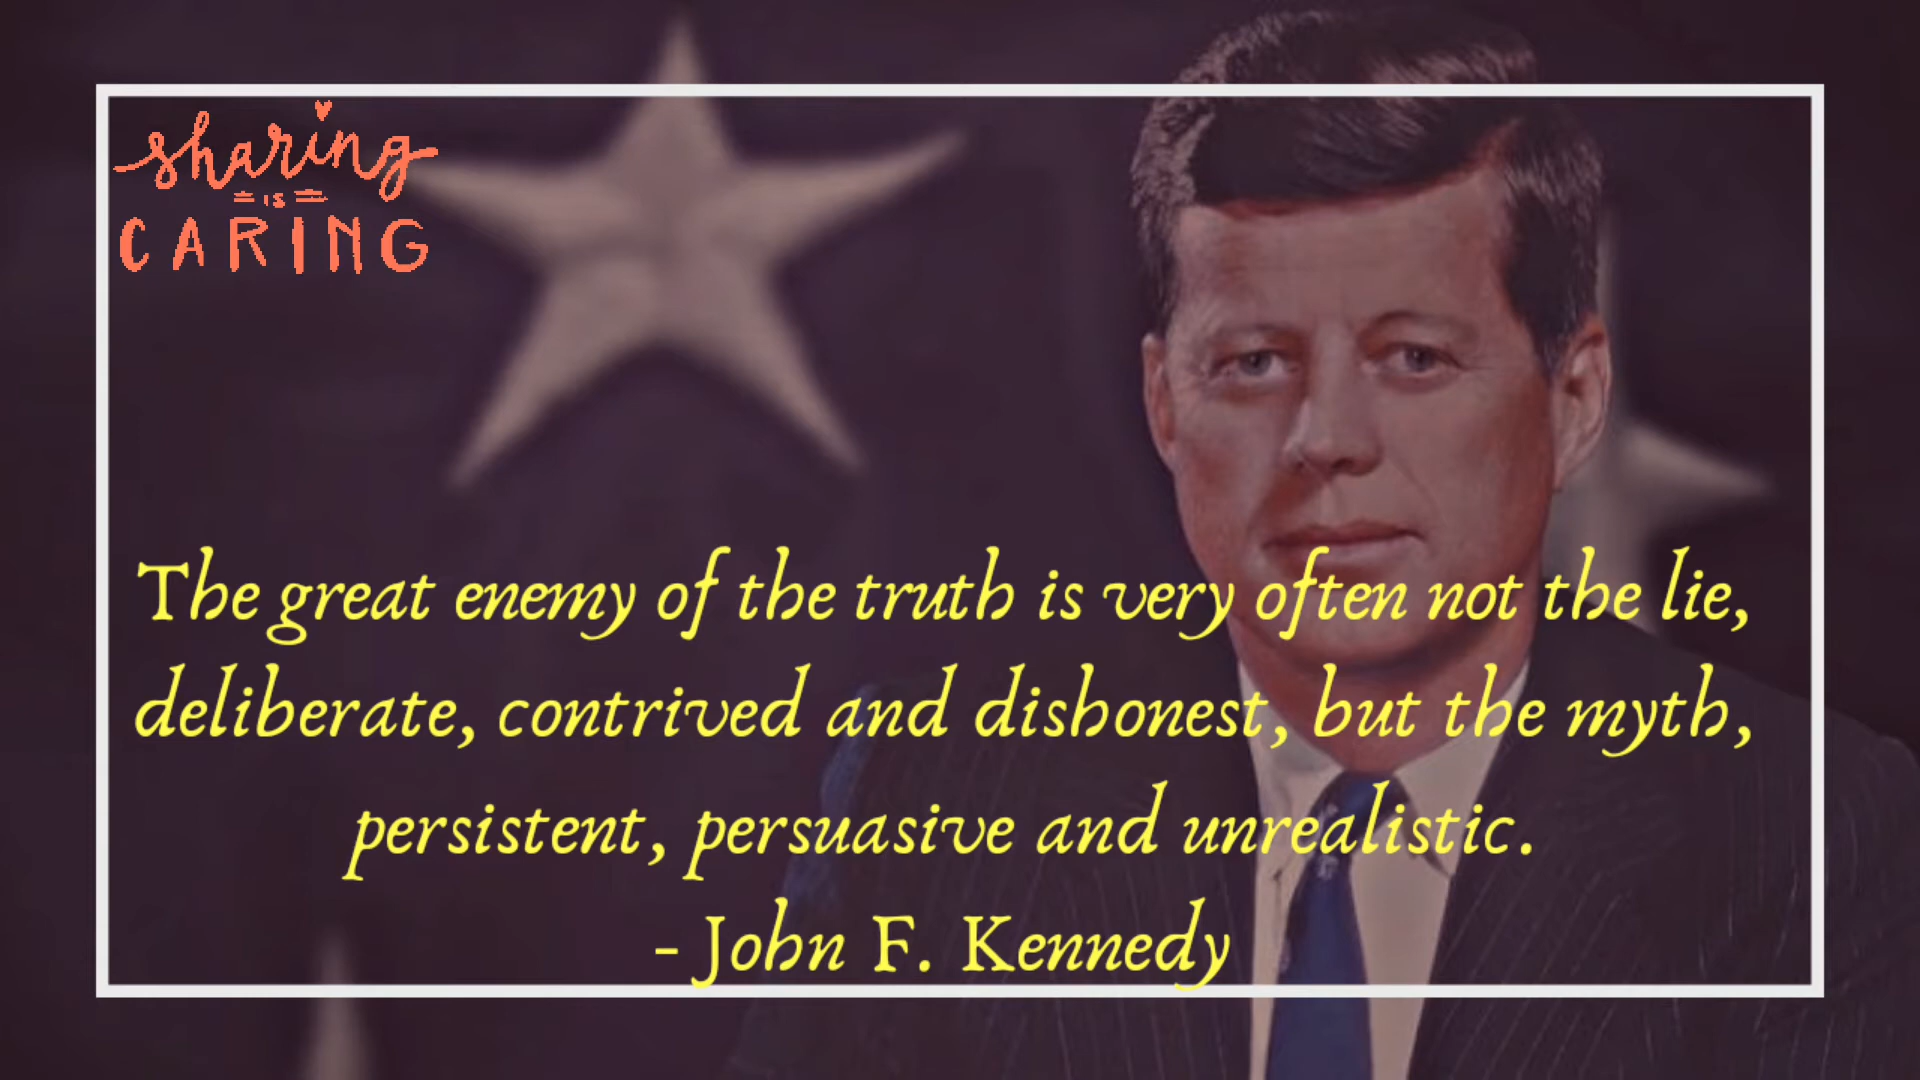 sharing
is
CARING
The great enemy of the truth is very often not the lie,
deliberate, contrived and dishonest, but the myth,
persistent, persuasive and unrealistic.
- John F. Kennedy